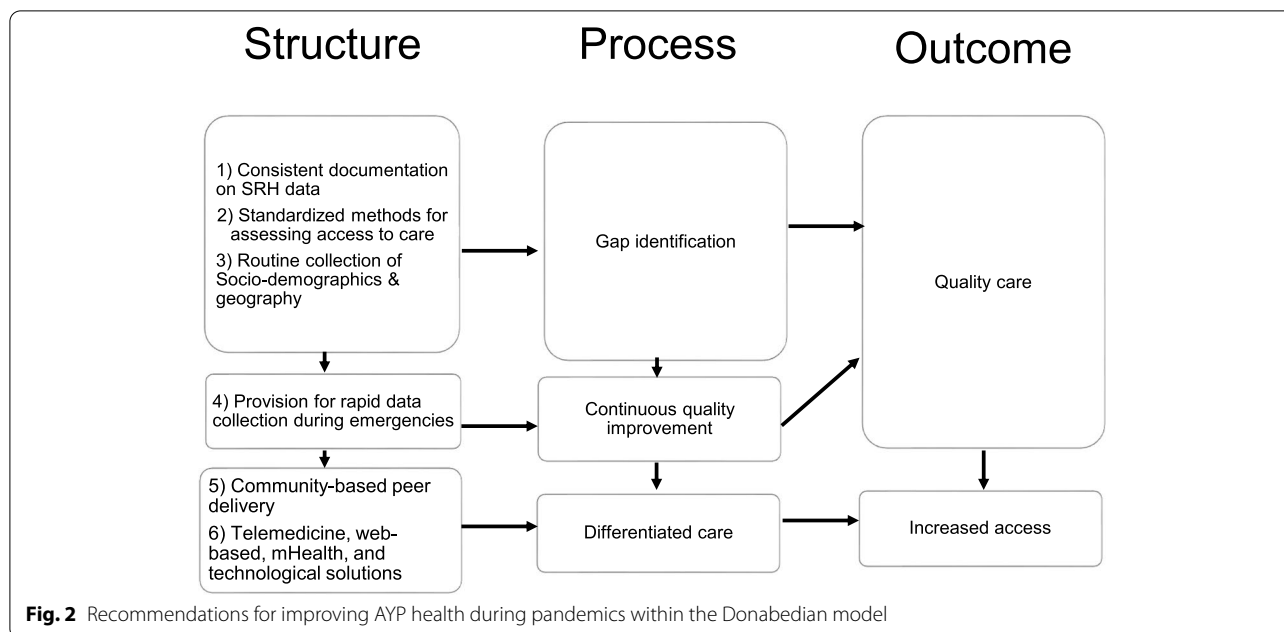 Structure
Process
Outcome
1) Consistent documentation
on SRH data
2) Standardized methods for
assessing access to care
3) Routine collection of
Socio-demographics &
geography
Gap identification
Quality care
4) Provision for rapid data
collection during emergencies
Continuous quality
improvement
5) Community-based peer
delivery
6) Telemedicine, web-
based, mHealth, and
technological solutions
Differentiated care
Increased access
Fig. 2 Recommendations for improving AYP health during pandemics within the Donabedian model